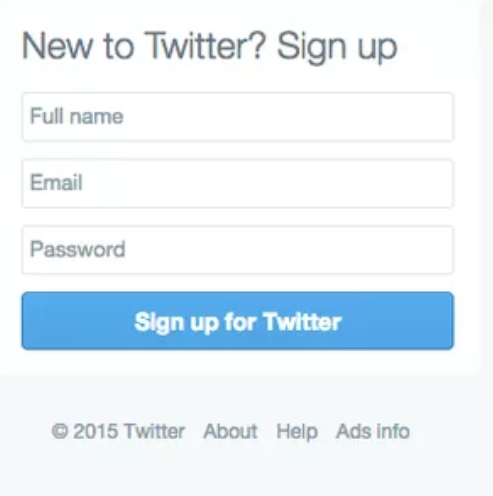 New to Twitter? Sign up
Full name
Email
Password
Sign up for Twitter
© 2015 Twitter About Help Ads info